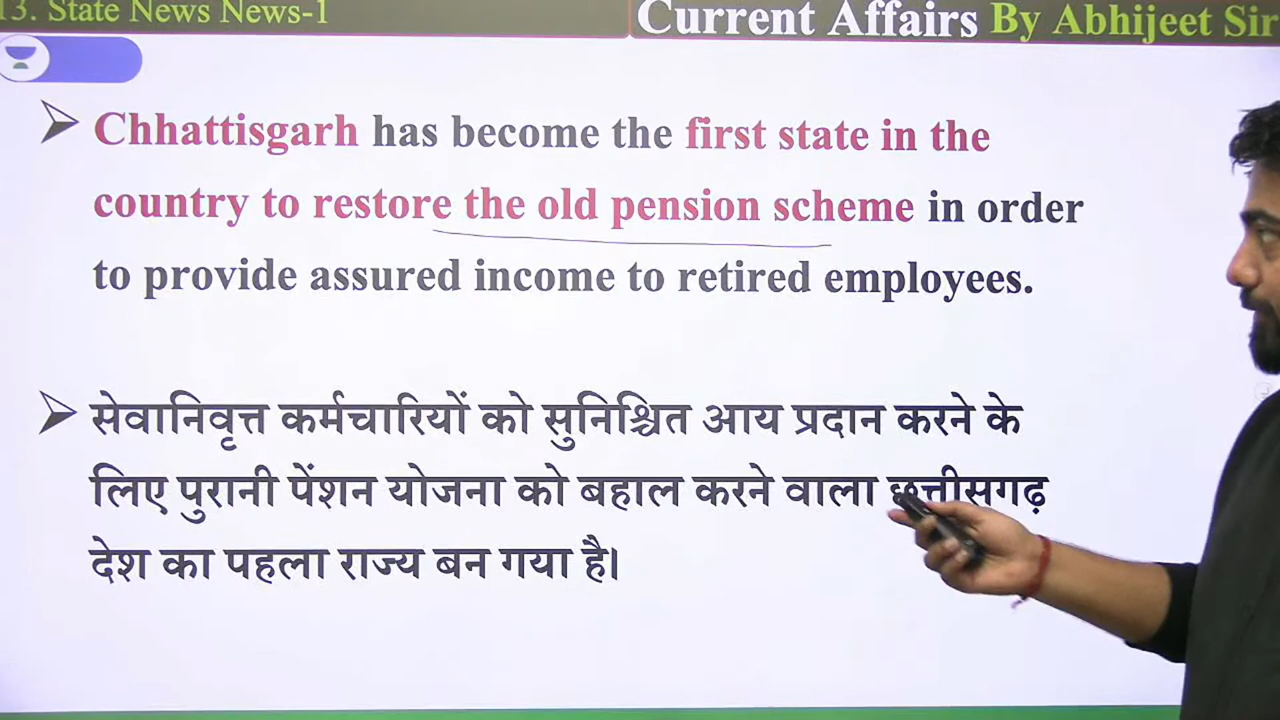 13. State News News-1
Current Affairs By Abhijeet Sir
Chhattisgarh has become the first state in the
country to restore the old pension scheme in order
to provide assured income to retired employees.
सेवानिवृत्त कर्मचारियों को सुनिश्चित आय प्रदान करने के
लिए पुरानी पेंशन योजना को बहाल करने वाला छत्तीसगढ़
देश का पहला राज्य बन गया है।